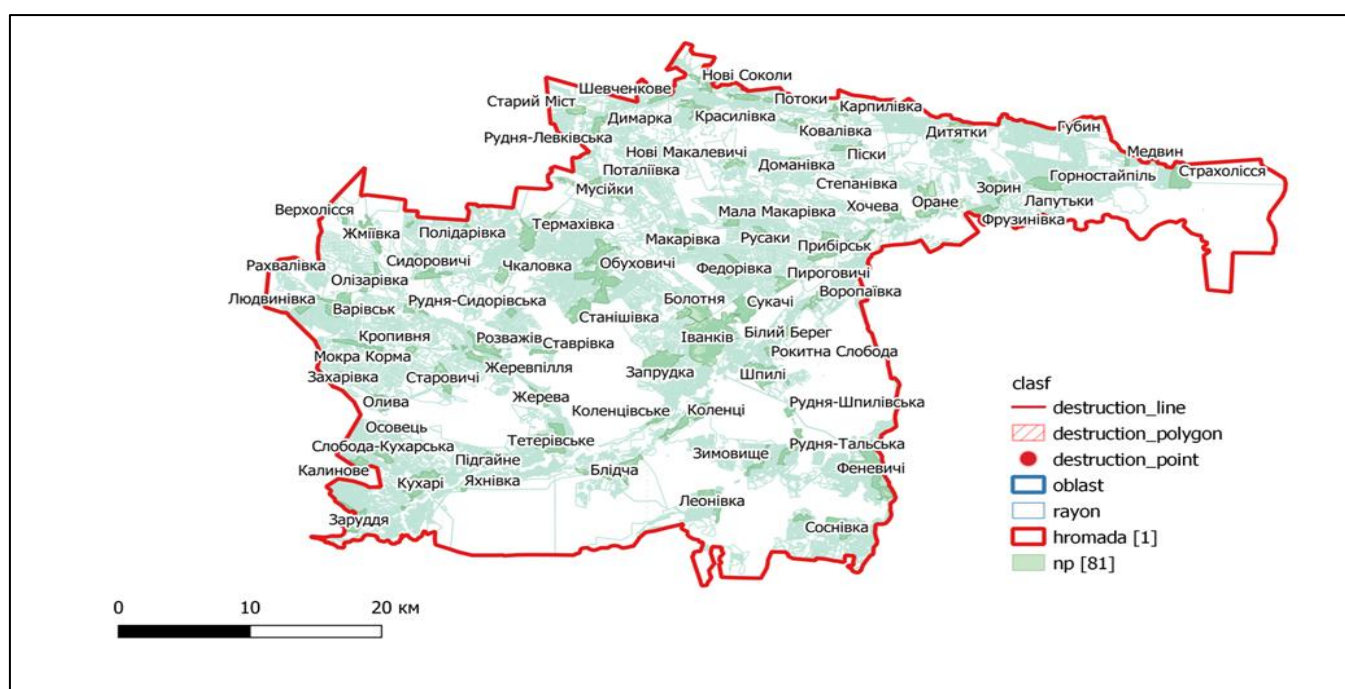 Нові Соколи
Шевченкове
Старий Міст
Потоки
Карпилівка
Димарка
Красилівка
Губин
Рудня-Левківська
Ковалівка
Дитятки
Нові Макалевичі
Піски
Медвин
Поталіївка
Доманівка
Страхолісся
Горностайпіль
Мусійки
Степанівка
Зорин
Лапутьки
Верхолісся
Мала Макарівка
Хочева
Оране
Термахівка
Фрузинівка
Жміївка
Полідарівка
Макарівка
Русаки
Прибірськ
Рахвалівка
Сидоровичі
Чкаловка
Обуховичі
Федорівка
Пироговичі
Олізарівка
Воропаївка
Людвинівка
Варівськ
Рудня-Сидорівська
Болотня
Сукачі
Станішівка
Кропивня
Розважів
Ставрівка
Іванків
Білий Берег
Мокра Корма
Рокитна Слобода
Захарівка
Старовичі
Жеревпілля
Запрудка
Шпилі
Олива
Жерева
Коленцівське
Коленці
Рудня-Шпилівська
Осовець
Слобода-Кухарська
Тетерівське
Рудня-Тальська
Підгайне
Зимовище
Калинове
Кухарі
Яхнівка
Блідча
Феневичі
Леонівка
Заруддя
Соснівка
clasf
destruction_line
destruction_polygon
destruction_point
oblast
rayon
hromada [1]
np [81]
0 10 20 км